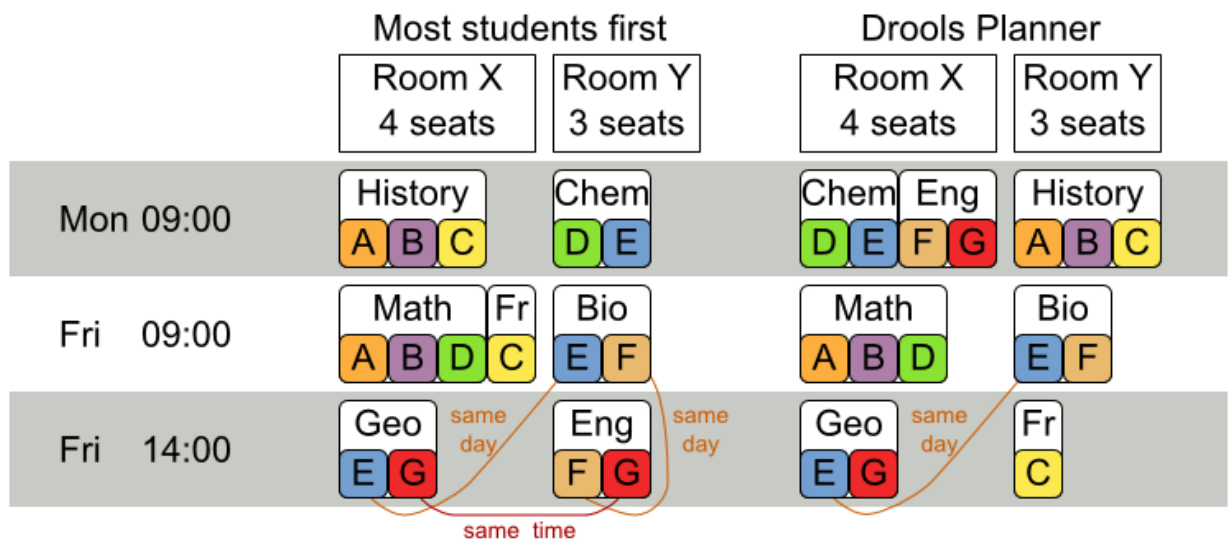 Most students first
Drools Planner
Room X
4 seats
Room Y
3 seats
Room X
4 seats
Room Y
3 seats
Mon 09:00
History
A B C
Chem
D E
Chem
D E
Eng
F G
History
A B C
Fri 09:00
Math
A B D
Fr
C
Bio
E F
Math
A B D
Bio
E F
Fri 14:00
Geo
E G
same
day
Eng
F G
same
day
Geo
E G
same
day
Fr
C
same time